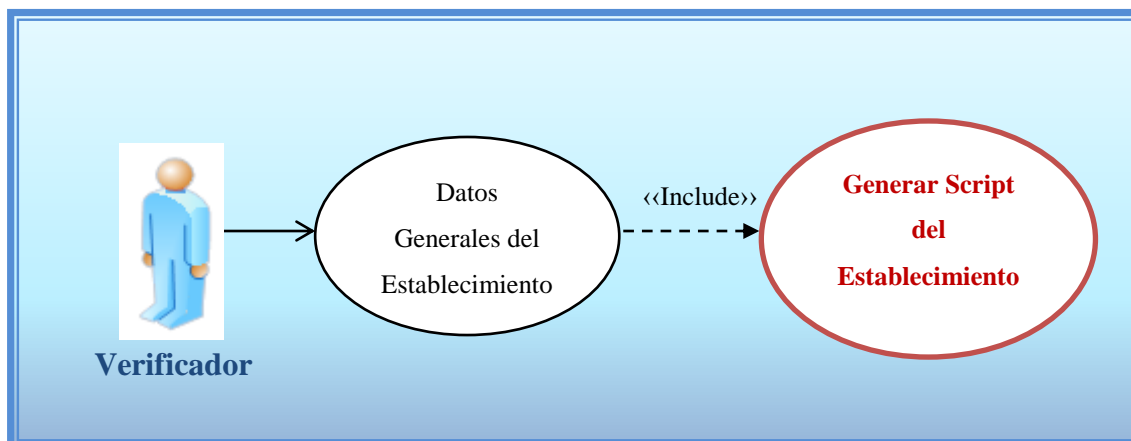 Datos
Generales del
Establecimiento
‹‹Include››
Generar Script
del
Establecimiento
Verificador